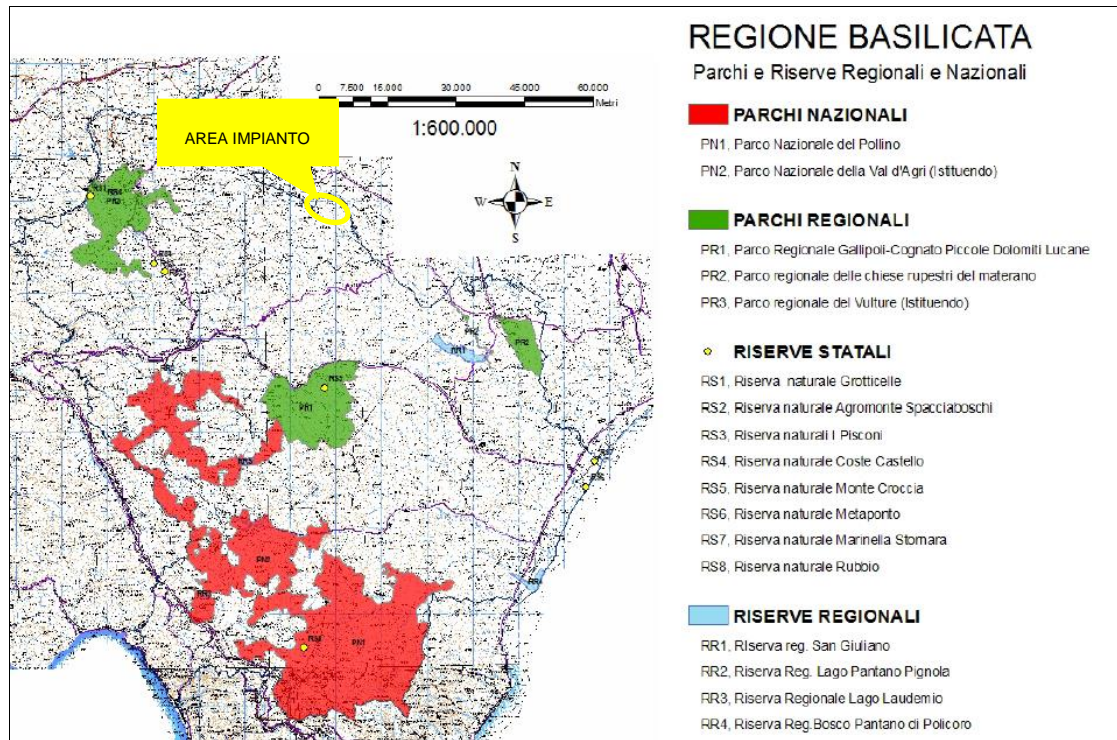 REGIONE BASILICATA
Parchi e Riserve Regionali e Nazionali
0 7.500 15.000 30.000 45.000 60.000
Metri
1:600.000
AREA IMPIANTO
N
W E
S
PARCHI NAZIONALI
PN1, Parco Nazionale del Pollino
PN2, Parco Nazionale della Val d'Agri (Istituendo)
PARCHI REGIONALI
PR1, Parco Regionale Gallipoli-Cognato Piccole Dolomiti Lucane
PR2, Parco regionale delle chiese rupestri del materano
PR3, Parco regionale del Vulture (Istituendo)
RISERVE STATALI
RS1, Riserva naturale Grotticelle
RS2, Riserva naturale Agromonte Spacciaboschi
RS3, Riserva naturali I Pisconi
RS4, Riserva naturale Coste Castello
RS5, Riserva naturale Monte Croccia
RS6, Riserva naturale Metaponto
RS7, Riserva naturale Marinella Stornara
RS8, Riserva naturale Rubbio
RISERVE REGIONALI
RR1, Riserva reg. San Giuliano
RR2, Riserva Reg. Lago Pantano Pignola
RR3, Riserva Regionale Lago Laudemio
RR4, Riserva Reg.Bosco Pantano di Policoro
PR2
PR1
PN1